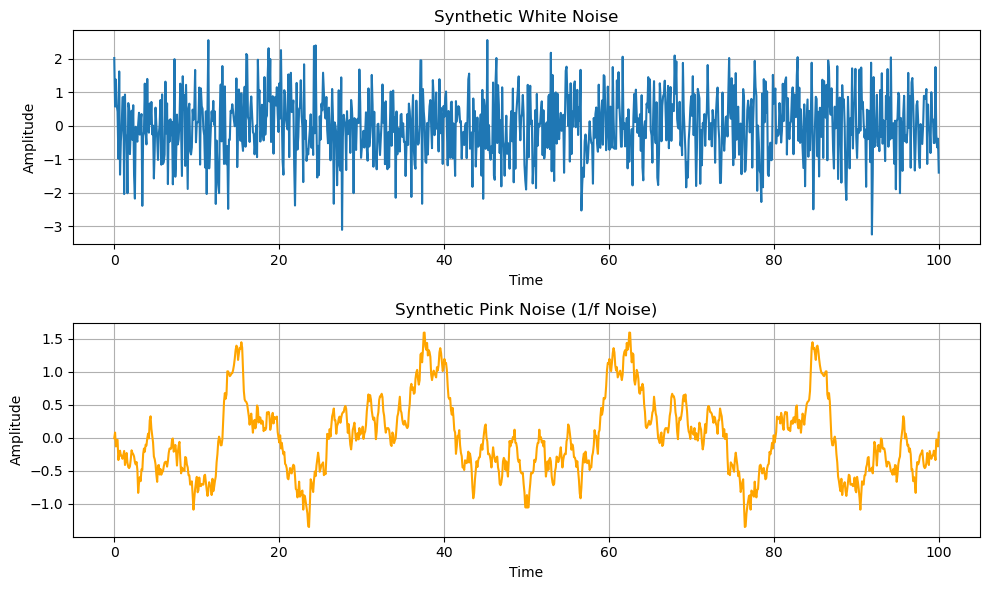 Synthetic White Noise
2
1
0
−1
−2
−3
Amplitude
0 20 40 60 80 100
Time
Synthetic Pink Noise (1/f Noise)
1.5
1.0
0.5
0.0
−0.5
−1.0
Amplitude
0 20 40 60 80 100
Time